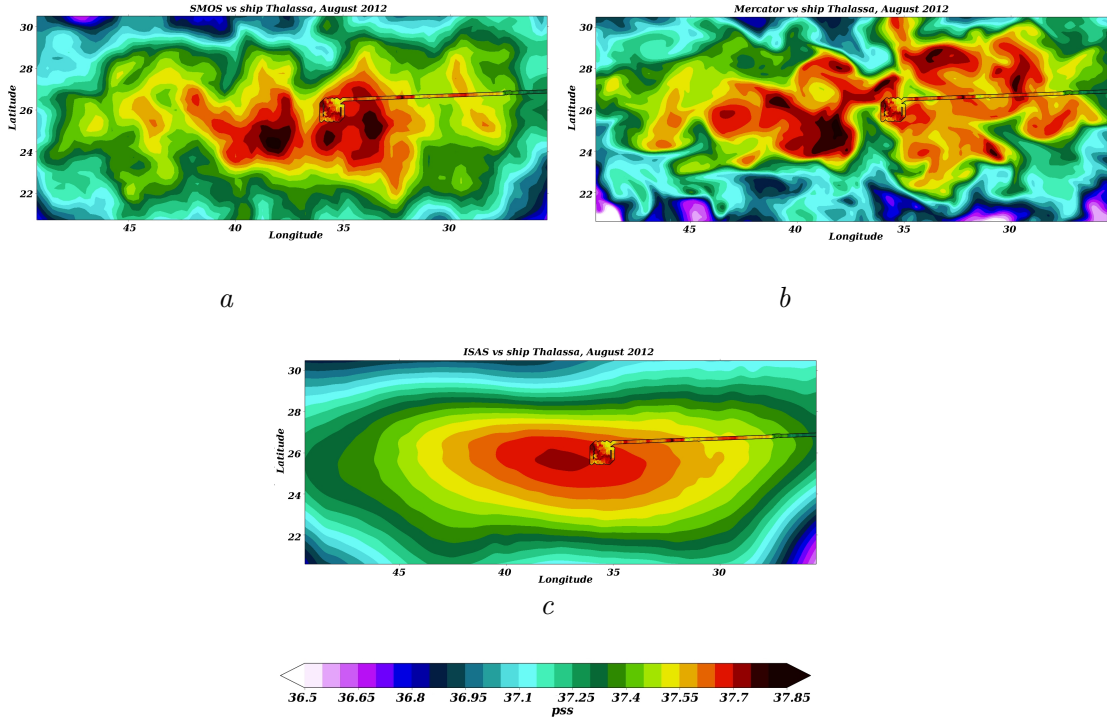 SMOS vs ship Thalassa, August 2012
30
28
26
24
22
Latitude
45 40 35 30
Longitude
a
Mercator vs ship Thalassa, August 2012
30
28
26
24
22
Latitude
45 40 35 30
Longitude
b
ISAS vs ship Thalassa, August 2012
30
28
26
24
22
Latitude
45 40 35 30
Longitude
c
36.5 36.65 36.8 36.95 37.1 37.25 37.4 37.55 37.7 37.85
pss